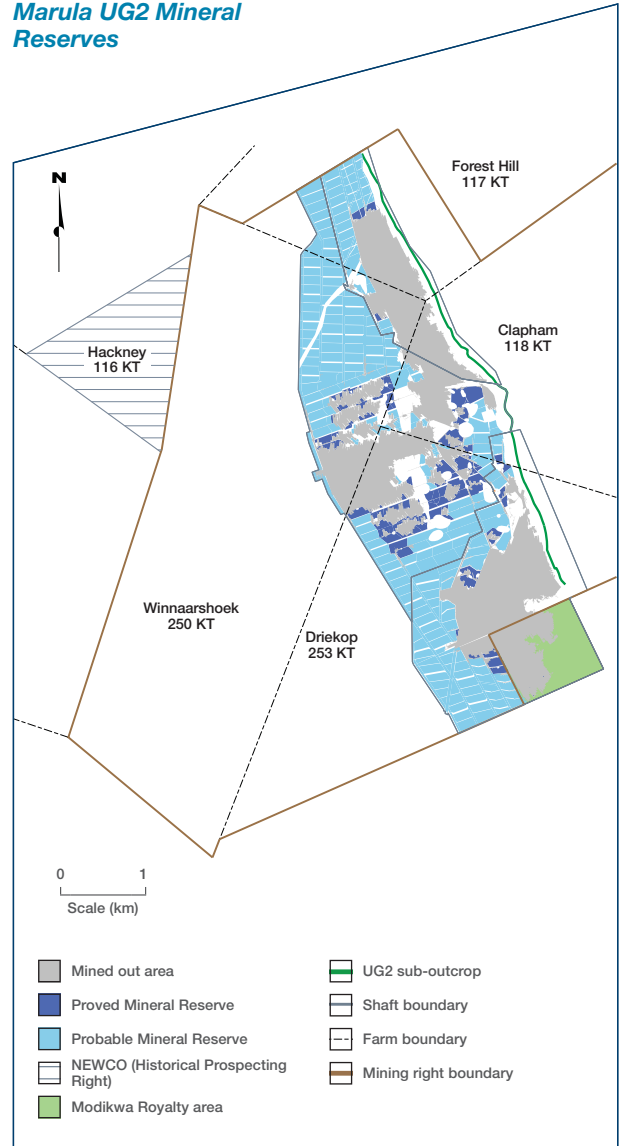 Marula UG2 Mineral
Reserves
N
Forest Hill
117 KT
Clapham
118 KT
Hackney
116 KT
Winnaarshoek
250 KT
Driekop
253 KT
0 1
Scale (km)
Mined out area
Proved Mineral Reserve
Probable Mineral Reserve
NEWCO (Historical Prospecting
Right)
Modikwa Royalty area
UG2 sub-outcrop
Shaft boundary
Farm boundary
Mining right boundary